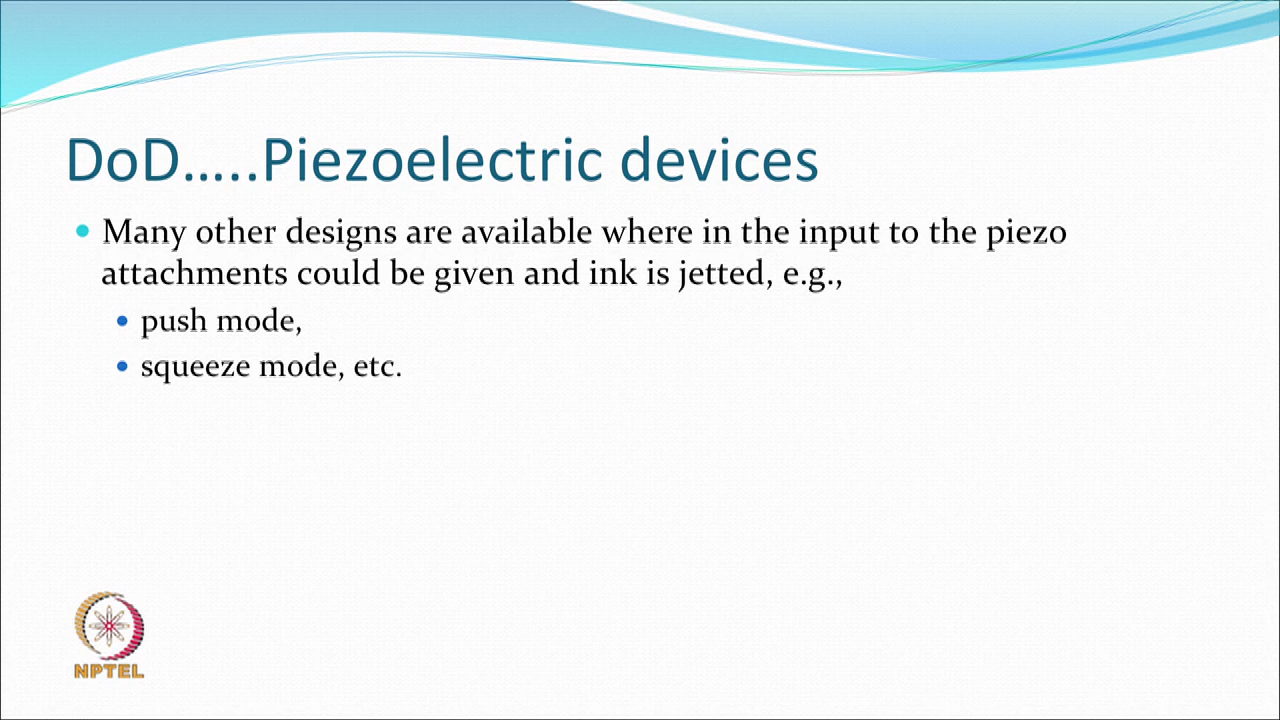 DoD.....Piezoelectric devices
Many other designs are available where in the input to the piezo
attachments could be given and ink is jetted, e.g.,
push mode,
squeeze mode, etc.
NPTEL